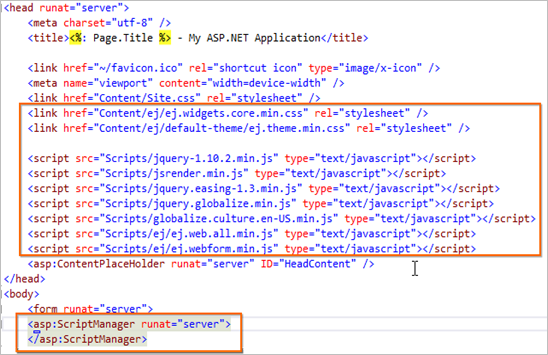 <head runat="server">
<meta charset="utf-8" />
<title><%: Page.Title %> - My ASP.NET Application</title>
<link href="~/favicon.ico" rel="shortcut icon" type="image/x-icon" />
<meta name="viewport" content="width=device-width" />
<link href="Content/Site.css" rel="stylesheet" />
<link href="Content/ej/ej.widgets.core.min.css" rel="stylesheet" />
<link href="Content/ej/default-theme/ej.theme.min.css" rel="stylesheet" />
<script src="Scripts/jquery-1.10.2.min.js" type="text/javascript"></script>
<script src="Scripts/jsrender.min.js" type="text/javascript"></script>
<script src="Scripts/jquery.easing-1.3.min.js" type="text/javascript"></script>
<script src="Scripts/jquery.globalize.min.js" type="text/javascript"></script>
<script src="Scripts/globalize.culture.en-US.min.js" type="text/javascript"></script>
<script src="Scripts/ej/ej.web.all.min.js" type="text/javascript"></script>
<script src="Scripts/ej/ej.webform.min.js" type="text/javascript"></script>
<asp:ContentPlaceHolder runat="server" ID="HeadContent" />
</head>
<body>
<form runat="server">
<asp:ScriptManager runat="server">
</asp:ScriptManager>